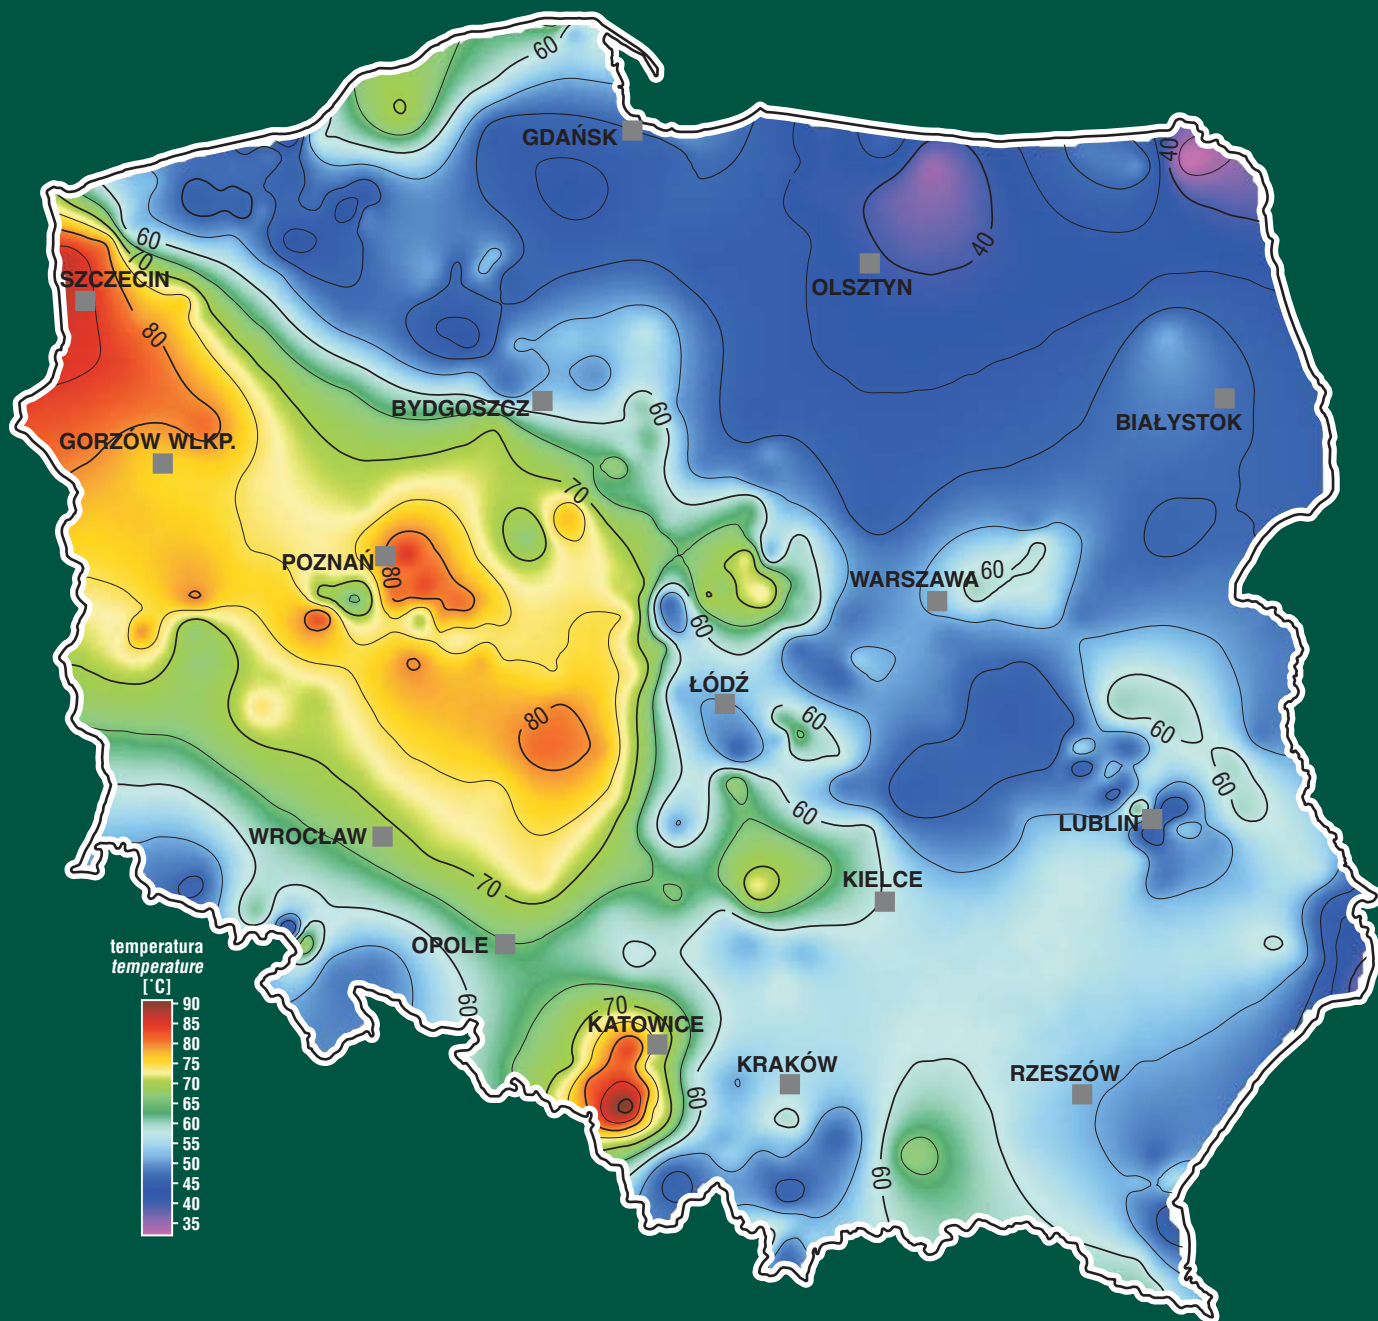 60
GDAŃSK
40
60
70
40
SZCZECIN
OLSZTYN
80
BYDGOSZCZ
60
BIAŁYSTOK
GORZÓW WLKP.
70
POZNAŃ
80
WARSZAWA
60
60
ŁÓDŹ
80
60
60
60
60
WROCŁAW
LUBLIN
70
KIELCE
OPOLE
temperatura
temperature
[°C]
90
85
80
75
70
65
60
55
50
45
40
35
60
70
KATOWICE
KRAKÓW
RZESZÓW
60
60